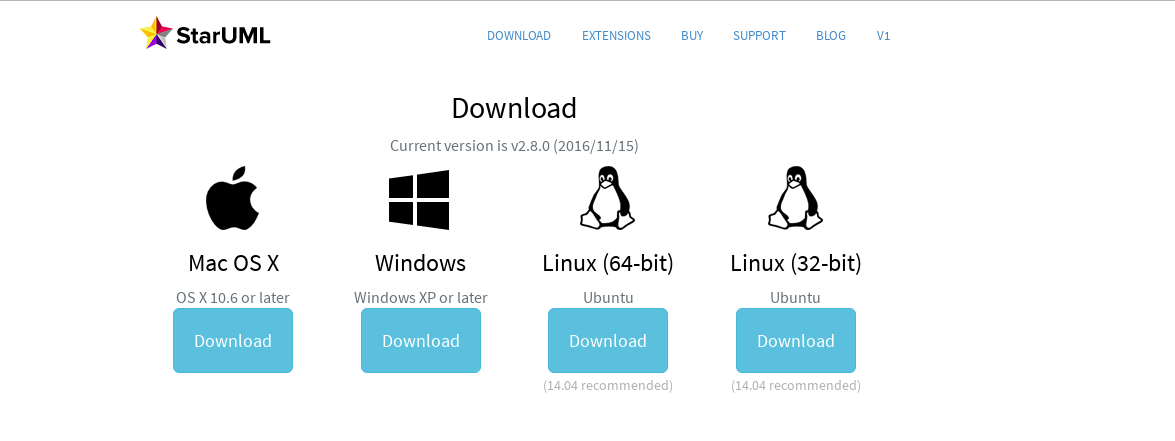 StarUML
DOWNLOAD EXTENSIONS BUY SUPPORT BLOG V1
Download
Current version is v2.8.0 (2016/11/15)
Mac OS X
OS X 10.6 or later
Download
Windows
Windows XP or later
Download
Linux (64-bit)
Ubuntu
Download
(14.04 recommended)
Linux (32-bit)
Ubuntu
Download
(14.04 recommended)